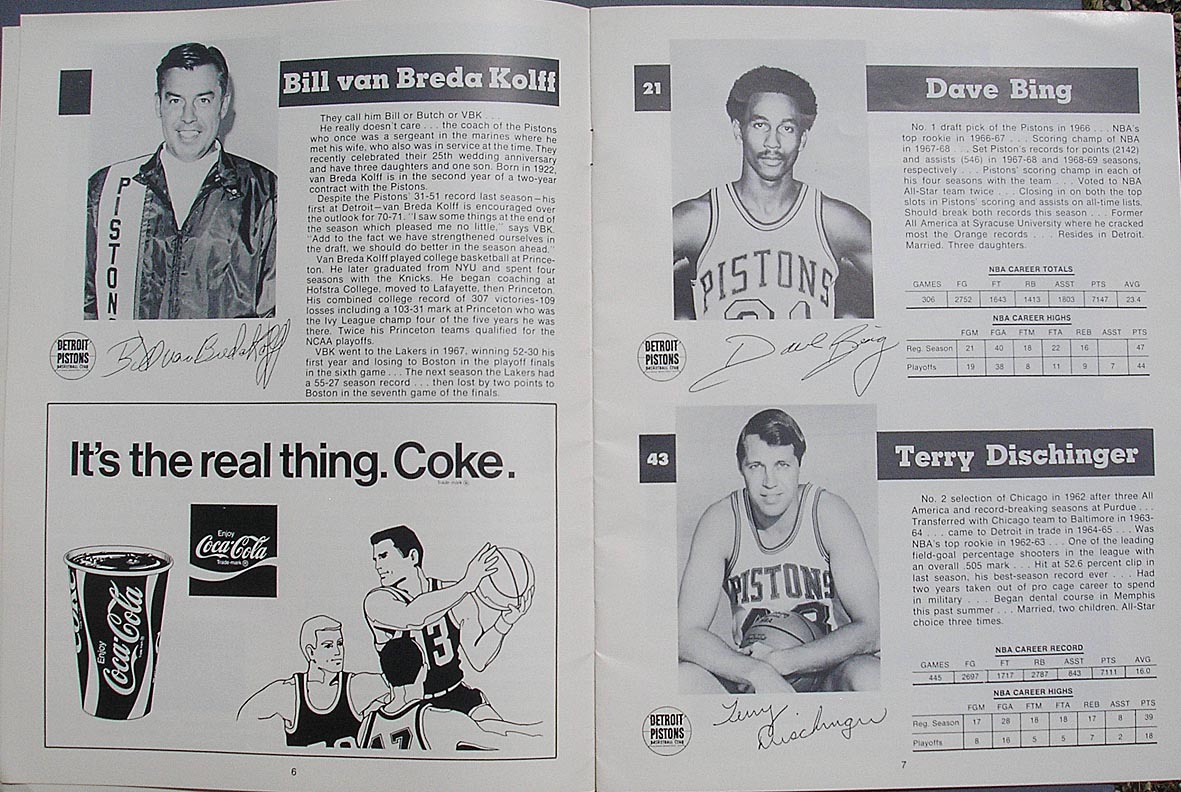 Bill van Breda Kolff
PISTON
They call him Bill or Butch or VBK . . .
He really doesn't care . . . the coach of the Pistons
who once was a sergeant in the marines where he
met his wife, who also was in service at the time. They
recently celebrated their 25th wedding anniversary
and have three daughters and one son. Born in 1922,
van Breda Kolff is in the second year of a two-year
contract with the Pistons.
Despite the Pistons' 31-51 record last season—his
first at Detroit—van Breda Kolff is encouraged over
the outlook for 70-71. "I saw some things at the end of
the season which pleased me no little," says VBK.
"Add to the fact we have strengthened ourselves in
the draft, we should do better in the season ahead."
Van Breda Kolff played college basketball at Prince-
ton. He later graduated from NYU and spent four
seasons with the Knicks. He began coaching at
Hofstra College, moved to Lafayette, then Princeton.
His combined college record of 307 victories-109
losses including a 103-31 mark at Princeton who was
the Ivy League champ four of the five years he was
there. Twice his Princeton teams qualified for the
NCAA playoffs.
VBK went to the Lakers in 1967, winning 52-30 his
first year and losing to Boston in the playoff finals
in the sixth game . . . The next season the Lakers had
a 55-27 season record . . . then lost by two points to
Boston in the seventh game of the finals.
DETROIT
PISTONS
BASKETBALL CLUB
Bill van Breda Kolff
It's the real thing. Coke.
Trade-mark ®
Enjoy
Coca-Cola
Trade-mark ®
Enjoy
Coca-Cola
13
17
6
21
Dave Bing
PISTONS
21
No. 1 draft pick of the Pistons in 1966 . . . NBA's
top rookie in 1966-67 . . . Scoring champ of NBA
in 1967-68 . . . Set Piston's records for points (2142)
and assists (546) in 1967-68 and 1968-69 seasons,
respectively . . . Pistons' scoring champ in each of
his four seasons with the team . . . Voted to NBA
All-Star team twice . . . Closing in on both the top
slots in Pistons' scoring and assists on all-time lists.
Should break both records this season . . . Former
All America at Syracuse University where he cracked
most the Orange records . . . Resides in Detroit.
Married. Three daughters.
NBA CAREER TOTALS
GAMES FG FT RB ASST PTS AVG
306 2752 1643 1413 1803 7147 23.4
NBA CAREER HIGHS
FGM FGA FTM FTA REB ASST PTS
Reg. Season 21 40 18 22 16 47
Playoffs 19 38 8 11 9 7 44
DETROIT
PISTONS
BASKETBALL CLUB
Dave Bing
43
Terry Dischinger
PISTONS
No. 2 selection of Chicago in 1962 after three All
America and record-breaking seasons at Purdue . . .
Transferred with Chicago team to Baltimore in 1963-
64 . . . came to Detroit in trade in 1964-65 . . . Was
NBA's top rookie in 1962-63 . . . One of the leading
field-goal percentage shooters in the league with
an overall .505 mark . . . Hit at 52.6 percent clip in
last season, his best-season record ever . . . Had
two years taken out of pro cage career to spend
in military . . . Began dental course in Memphis
this past summer . . . Married, two children. All-Star
choice three times.
NBA CAREER RECORD
GAMES FG FT RB ASST PTS AVG
445 2697 1717 2787 843 7111 16.0
NBA CAREER HIGHS
FGM FGA FTM FTA REB ASST PTS
Reg. Season 17 28 18 18 17 8 39
Playoffs 8 16 5 5 7 2 18
DETROIT
PISTONS
BASKETBALL CLUB
Terry
Dischinger
7